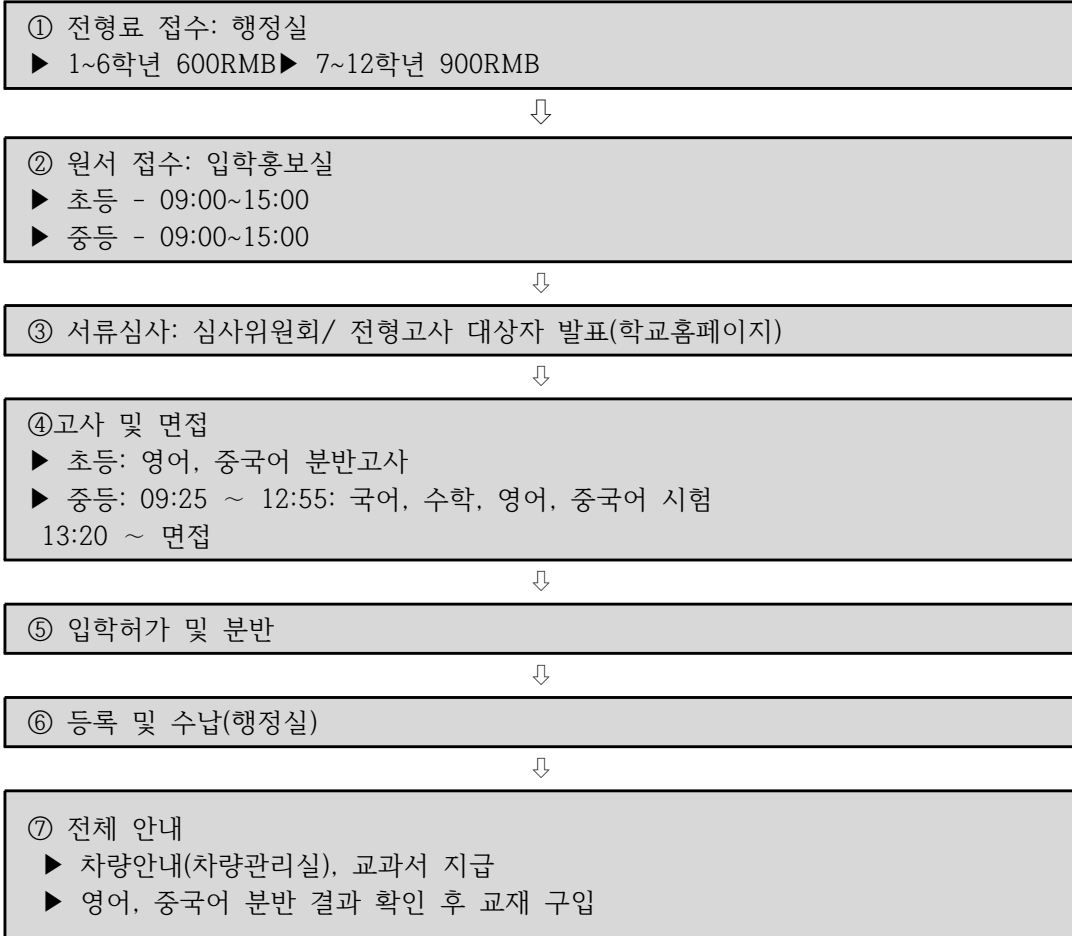 ① 전형료 접수: 행정실
▶ 1~6학년 600RMB▶ 7~12학년 900RMB
⇩
② 원서 접수: 입학홍보실
▶ 초등 - 09:00~15:00
▶ 중등 - 09:00~15:00
⇩
③ 서류심사: 심사위원회/ 전형고사 대상자 발표(학교홈페이지)
⇩
④고사 및 면접
▶ 초등: 영어, 중국어 분반고사
▶ 중등: 09:25 ~ 12:55: 국어, 수학, 영어, 중국어 시험
13:20 ~ 면접
⇩
⑤ 입학허가 및 분반
⇩
⑥ 등록 및 수납(행정실)
⇩
⑦ 전체 안내
▶ 차량안내(차량관리실), 교과서 지급
▶ 영어, 중국어 분반 결과 확인 후 교재 구입